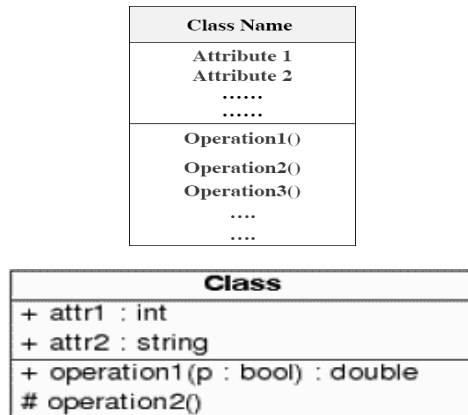 Class Name
Attribute 1
Attribute 2
......
......
Operation1()
Operation2()
Operation3()
....
....
Class
+ attr1 : int
+ attr2 : string
+ operation1(p : bool) : double
# operation2()